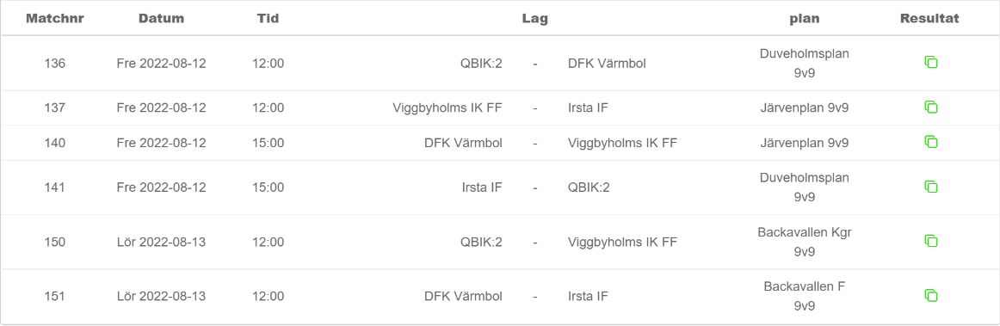 Matchnr Datum Tid Lag plan Resultat
136 Fre 2022-08-12 12:00 QBIK:2 - DFK Värmbol Duveholmsplan
9v9
137 Fre 2022-08-12 12:00 Viggbyholms IK FF - Irsta IF Järvenplan 9v9
140 Fre 2022-08-12 15:00 DFK Värmbol - Viggbyholms IK FF Järvenplan 9v9
141 Fre 2022-08-12 15:00 Irsta IF - QBIK:2 Duveholmsplan
9v9
150 Lör 2022-08-13 12:00 QBIK:2 - Viggbyholms IK FF Backavallen Kgr
9v9
151 Lör 2022-08-13 12:00 DFK Värmbol - Irsta IF Backavallen F
9v9